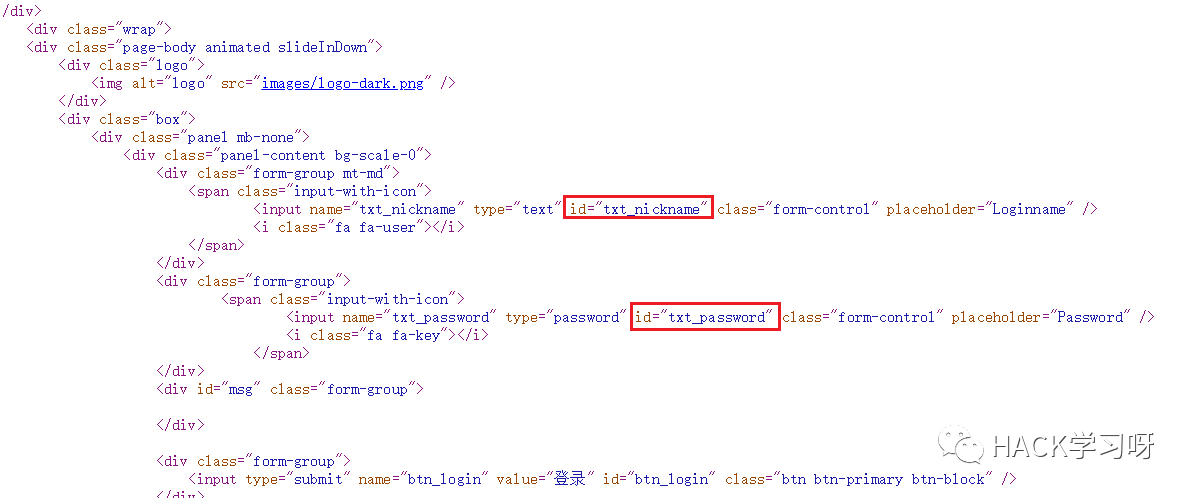 /div>
<div class="wrap">
<div class="page-body animated slideInDown">
<div class="logo">
<img alt="logo" src="images/logo-dark.png" />
</div>
<div class="box">
<div class="panel mb-none">
<div class="panel-content bg-scale-0">
<div class="form-group mt-md">
<span class="input-with-icon">
<input name="txt_nickname" type="text" id="txt_nickname" class="form-control" placeholder="Loginname" />
<i class="fa fa-user"></i>
</span>
</div>
<div class="form-group">
<span class="input-with-icon">
<input name="txt_password" type="password" id="txt_password" class="form-control" placeholder="Password" />
<i class="fa fa-key"></i>
</span>
</div>
<div id="msg" class="form-group">
</div>
<div class="form-group">
<input type="submit" name="btn_login" value="登录" id="btn_login" class="btn btn-primary btn-block" />
</div>
HACK学习呀